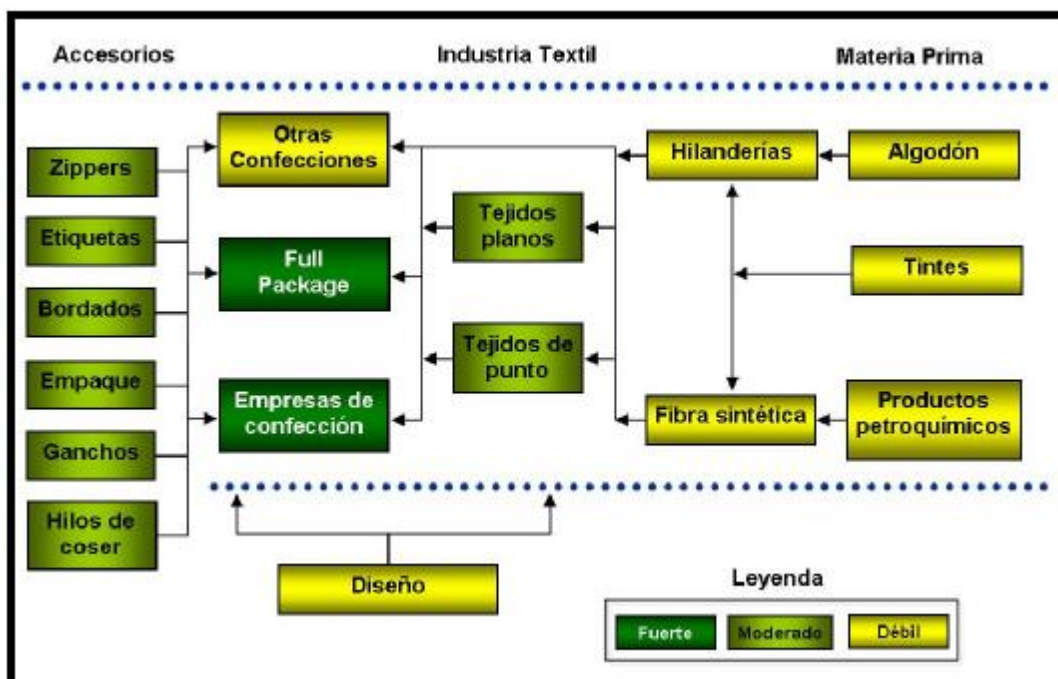 Accesorios
Industria Textil
Materia Prima
Zippers
Etiquetas
Bordados
Empaque
Ganchos
Hilos de
coser
Otras
Confecciones
Full
Package
Empresas de
confección
Tejidos
planos
Tejidos de
punto
Hilanderías
Fibra sintética
Algodón
Tintes
Productos
petroquímicos
Diseño
Leyenda
Fuerte
Moderado
Débil